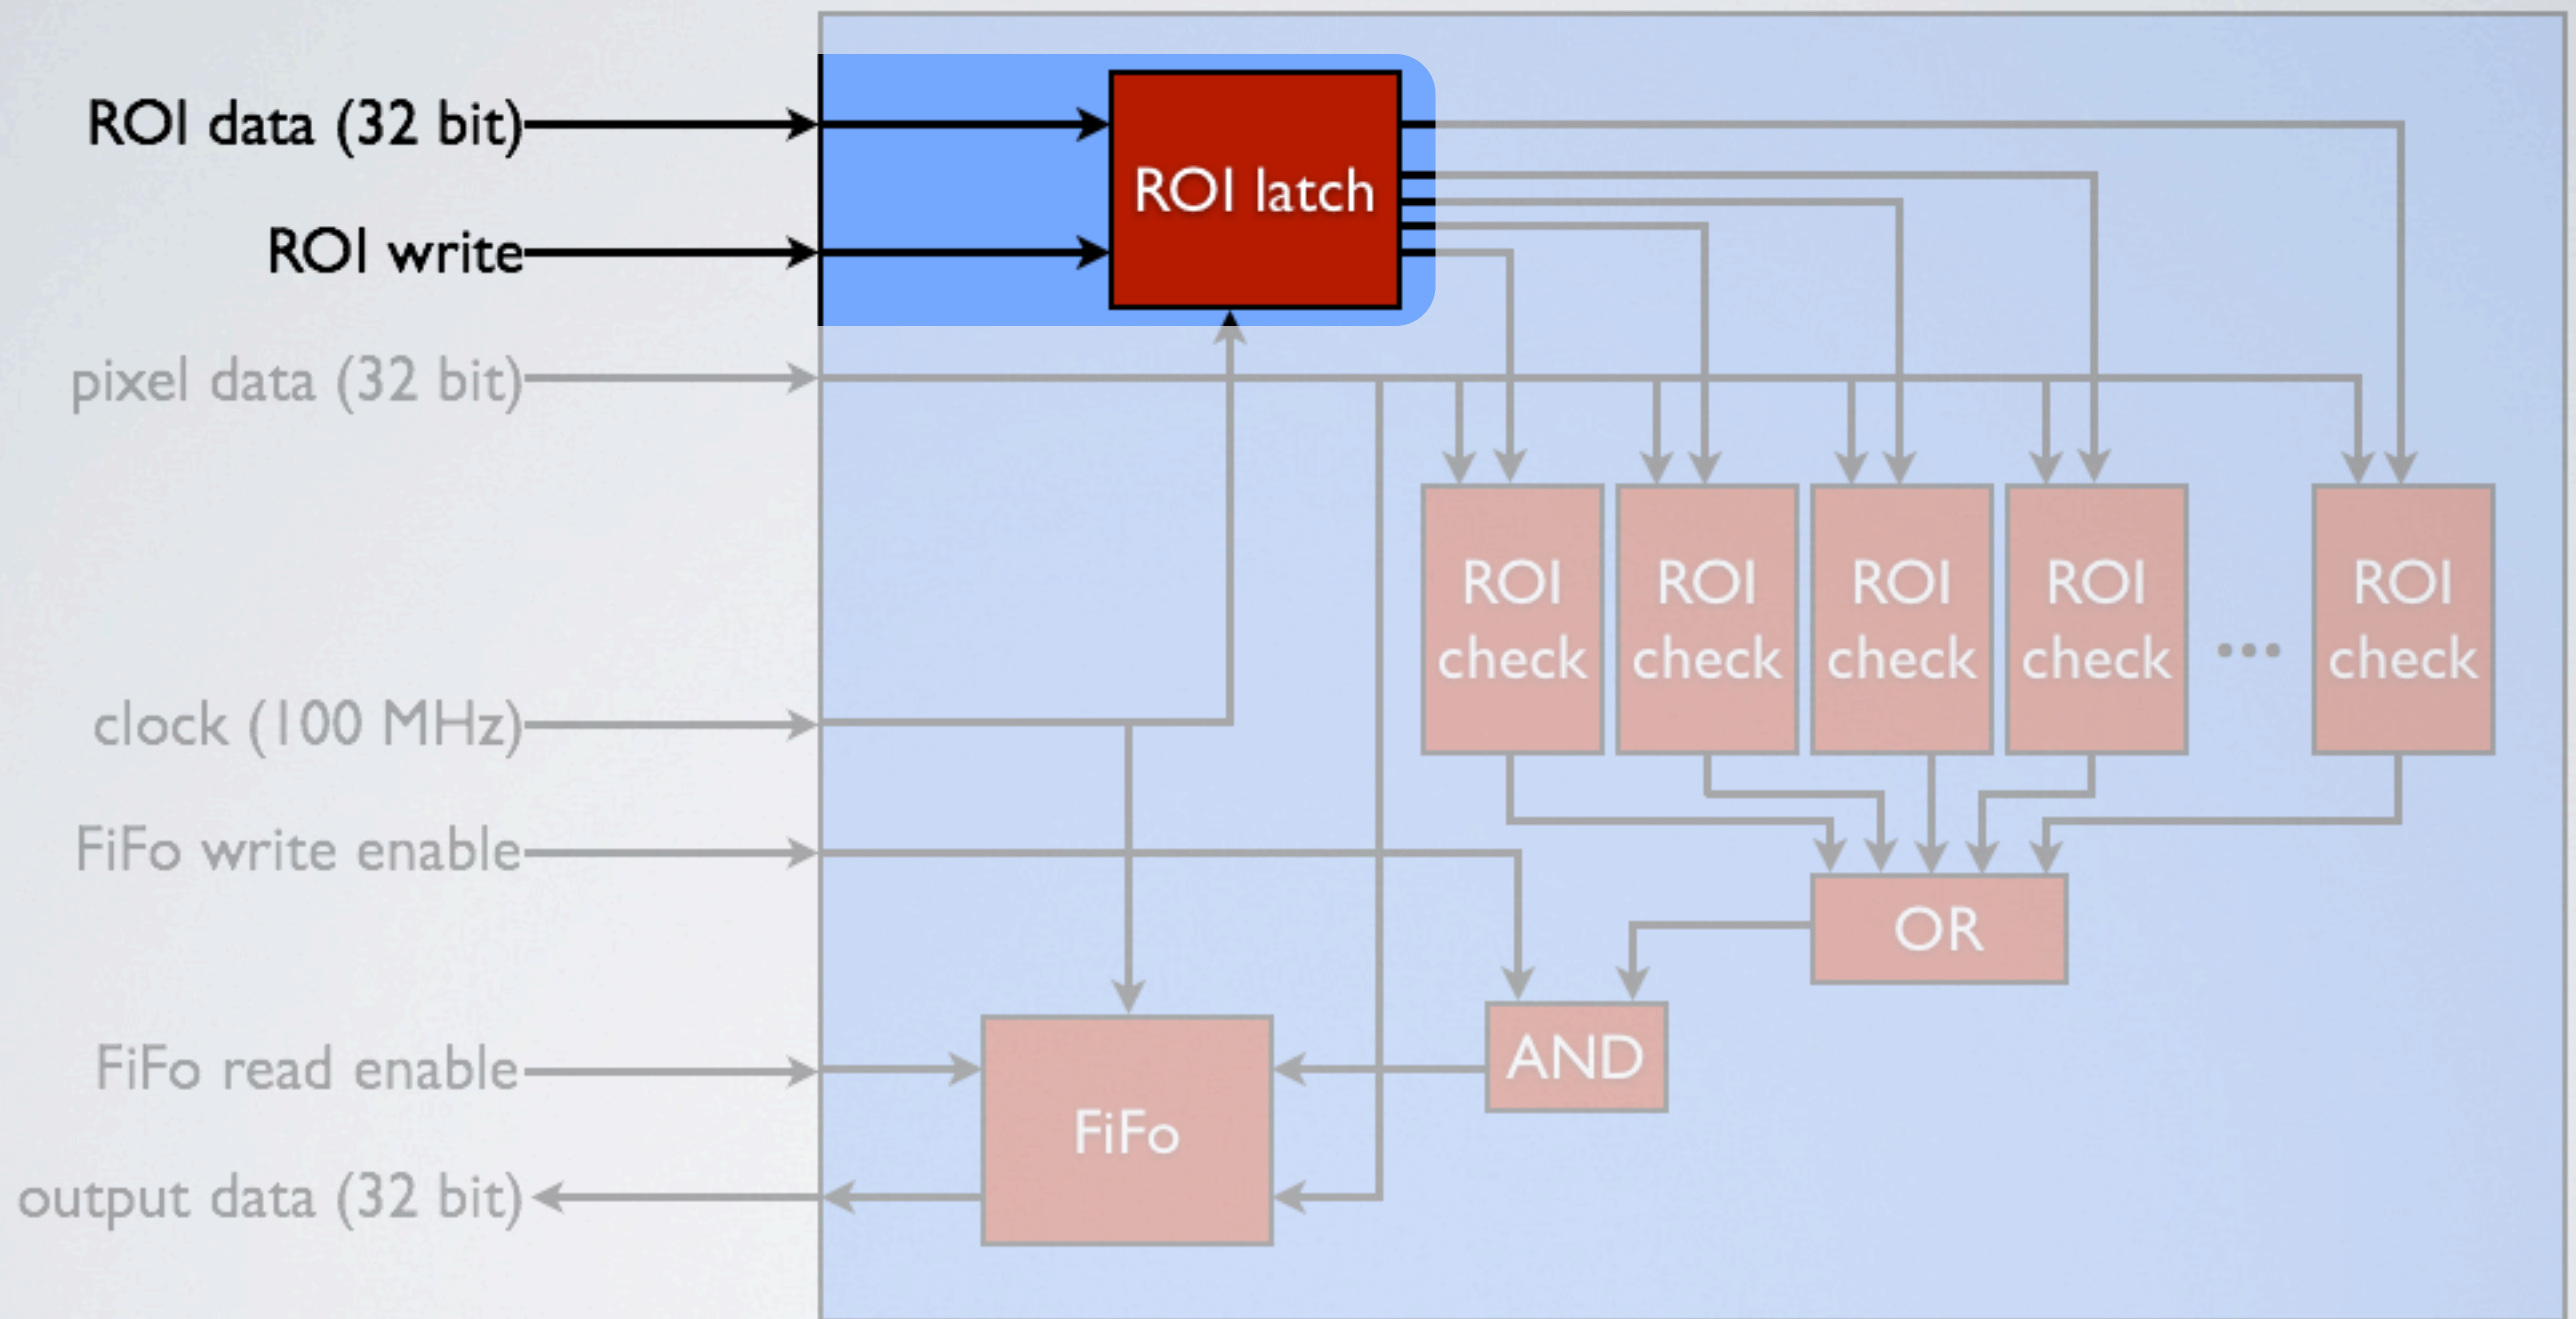 ROI data (32 bit)
ROI latch
ROI write
pixel data (32 bit)
ROI
check
ROI
check
ROI
check
ROI
check
...
ROI
check
clock (100 MHz)
FiFo write enable
OR
AND
FiFo read enable
FiFo
output data (32 bit)